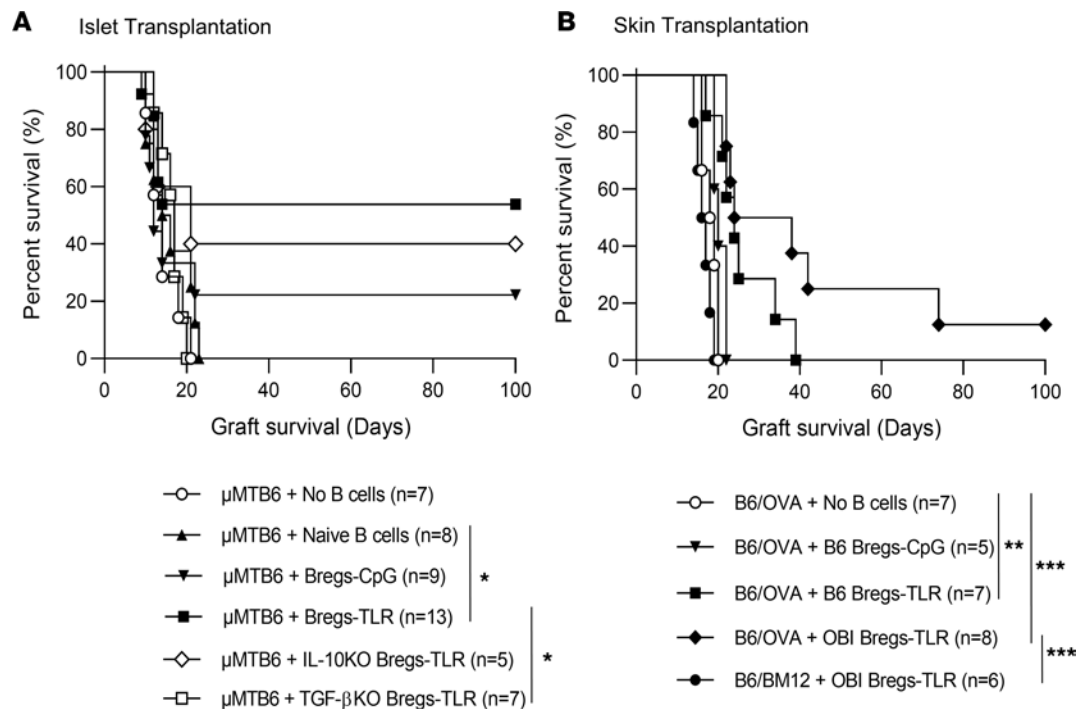 A Islet Transplantation
100
80
60
40
20
0
Percent survival (%)
0 20 40 60 80 100
Graft survival (Days)
μMTB6 + No B cells (n=7)
μMTB6 + Naive B cells (n=8)
μMTB6 + Bregs-CpG (n=9)
μMTB6 + Bregs-TLR (n=13)
μMTB6 + IL-10KO Bregs-TLR (n=5)
μMTB6 + TGF-βKO Bregs-TLR (n=7)
*
*
B Skin Transplantation
100
80
60
40
20
0
Percent survival (%)
0 20 40 60 80 100
Graft survival (Days)
B6/OVA + No B cells (n=7)
B6/OVA + B6 Bregs-CpG (n=5)
B6/OVA + B6 Bregs-TLR (n=7)
B6/OVA + OBI Bregs-TLR (n=8)
B6/BM12 + OBI Bregs-TLR (n=6)
**
***
***